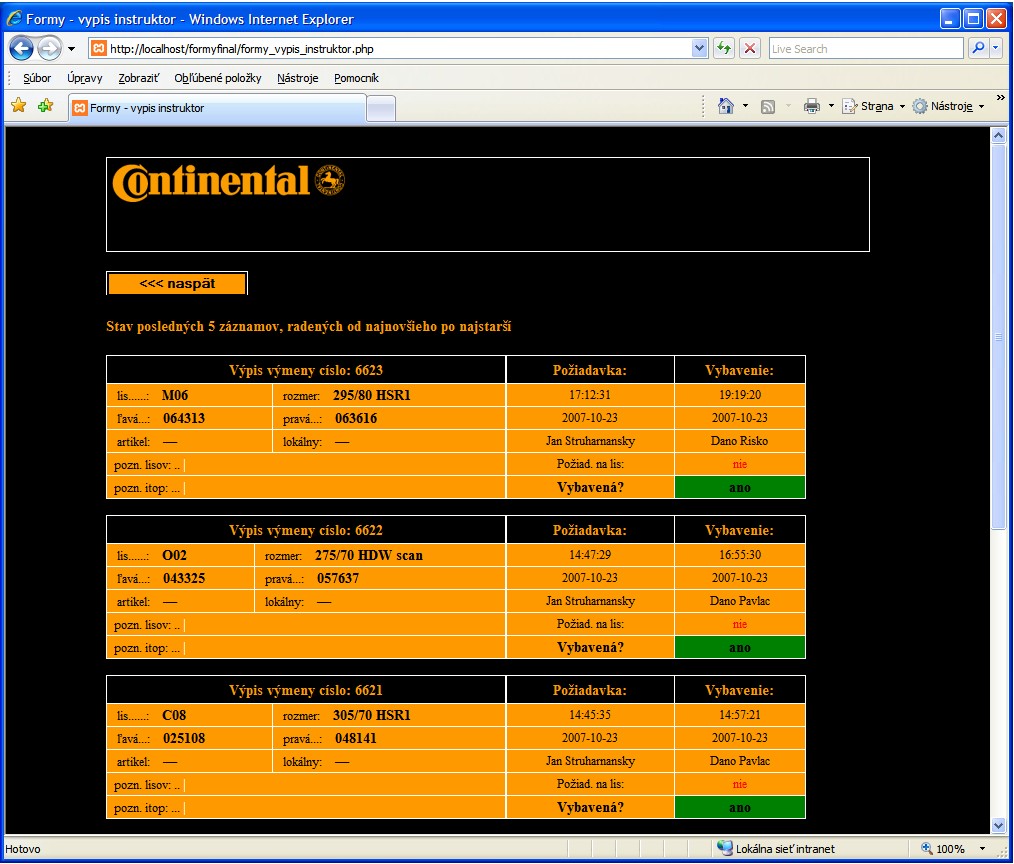 Formy - vypis instruktor - Windows Internet Explorer
http://localhost/formyfinal/formy_vypis_instruktor.php
Live Search
Súbor Úpravy Zobraziť Obľúbené položky Nástroje Pomocník
Formy - vypis instruktor
Strana Nástroje »
Continental
<<< naspäť
Stav posledných 5 záznamov, radených od najnovšieho po najstarší
Výpis výmeny císlo: 6623 Požiadavka: Vybavenie:
lis......: M06 rozmer: 295/80 HSR1 17:12:31 19:19:20
ľavá...: 064313 pravá...: 063616 2007-10-23 2007-10-23
artikel: ---- lokálny: ---- Jan Struharnansky Dano Risko
pozn. lisov: .. | Požiad. na lis: nie
pozn. itop: ... | Vybavená? ano
Výpis výmeny císlo: 6622 Požiadavka: Vybavenie:
lis......: O02 rozmer: 275/70 HDW scan 14:47:29 16:55:30
ľavá...: 043325 pravá...: 057637 2007-10-23 2007-10-23
artikel: ---- lokálny: ---- Jan Struharnansky Dano Pavlac
pozn. lisov: .. | Požiad. na lis: nie
pozn. itop: ... | Vybavená? ano
Výpis výmeny císlo: 6621 Požiadavka: Vybavenie:
lis......: C08 rozmer: 305/70 HSR1 14:45:35 14:57:21
ľavá...: 025108 pravá...: 048141 2007-10-23 2007-10-23
artikel: ---- lokálny: ---- Jan Struharnansky Dano Pavlac
pozn. lisov: .. | Požiad. na lis: nie
pozn. itop: ... | Vybavená? ano
Hotovo Lokálna sieť intranet 100%